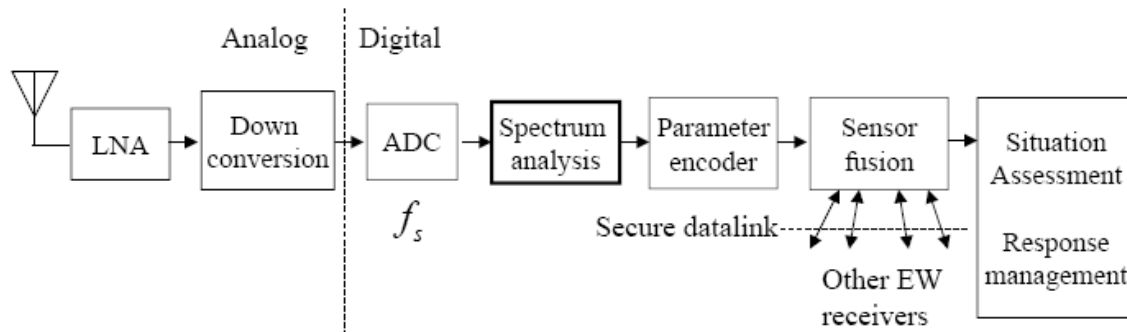 Analog
Digital
LNA
Down
conversion
ADC
Spectrum
analysis
Parameter
encoder
Sensor
fusion
Situation
Assessment
Response
management
fs
Secure datalink
Other EW
receivers